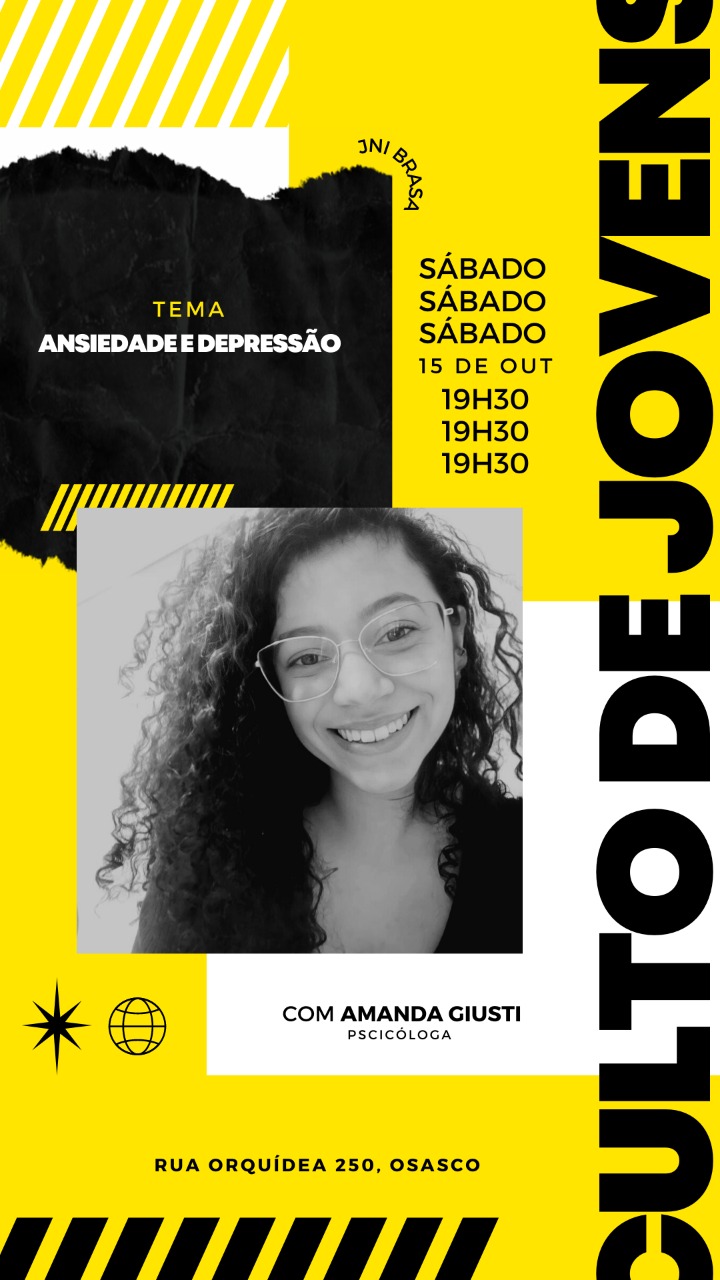 JNI BRASA
TEMA
ANSIEDADE E DEPRESSÃO
SÁBADO
SÁBADO
SÁBADO
15 DE OUT
19H30
19H30
19H30
CULTO DE JOVENS
COM AMANDA GIUSTI
PSCICÓLOGA
RUA ORQUÍDEA 250, OSASCO